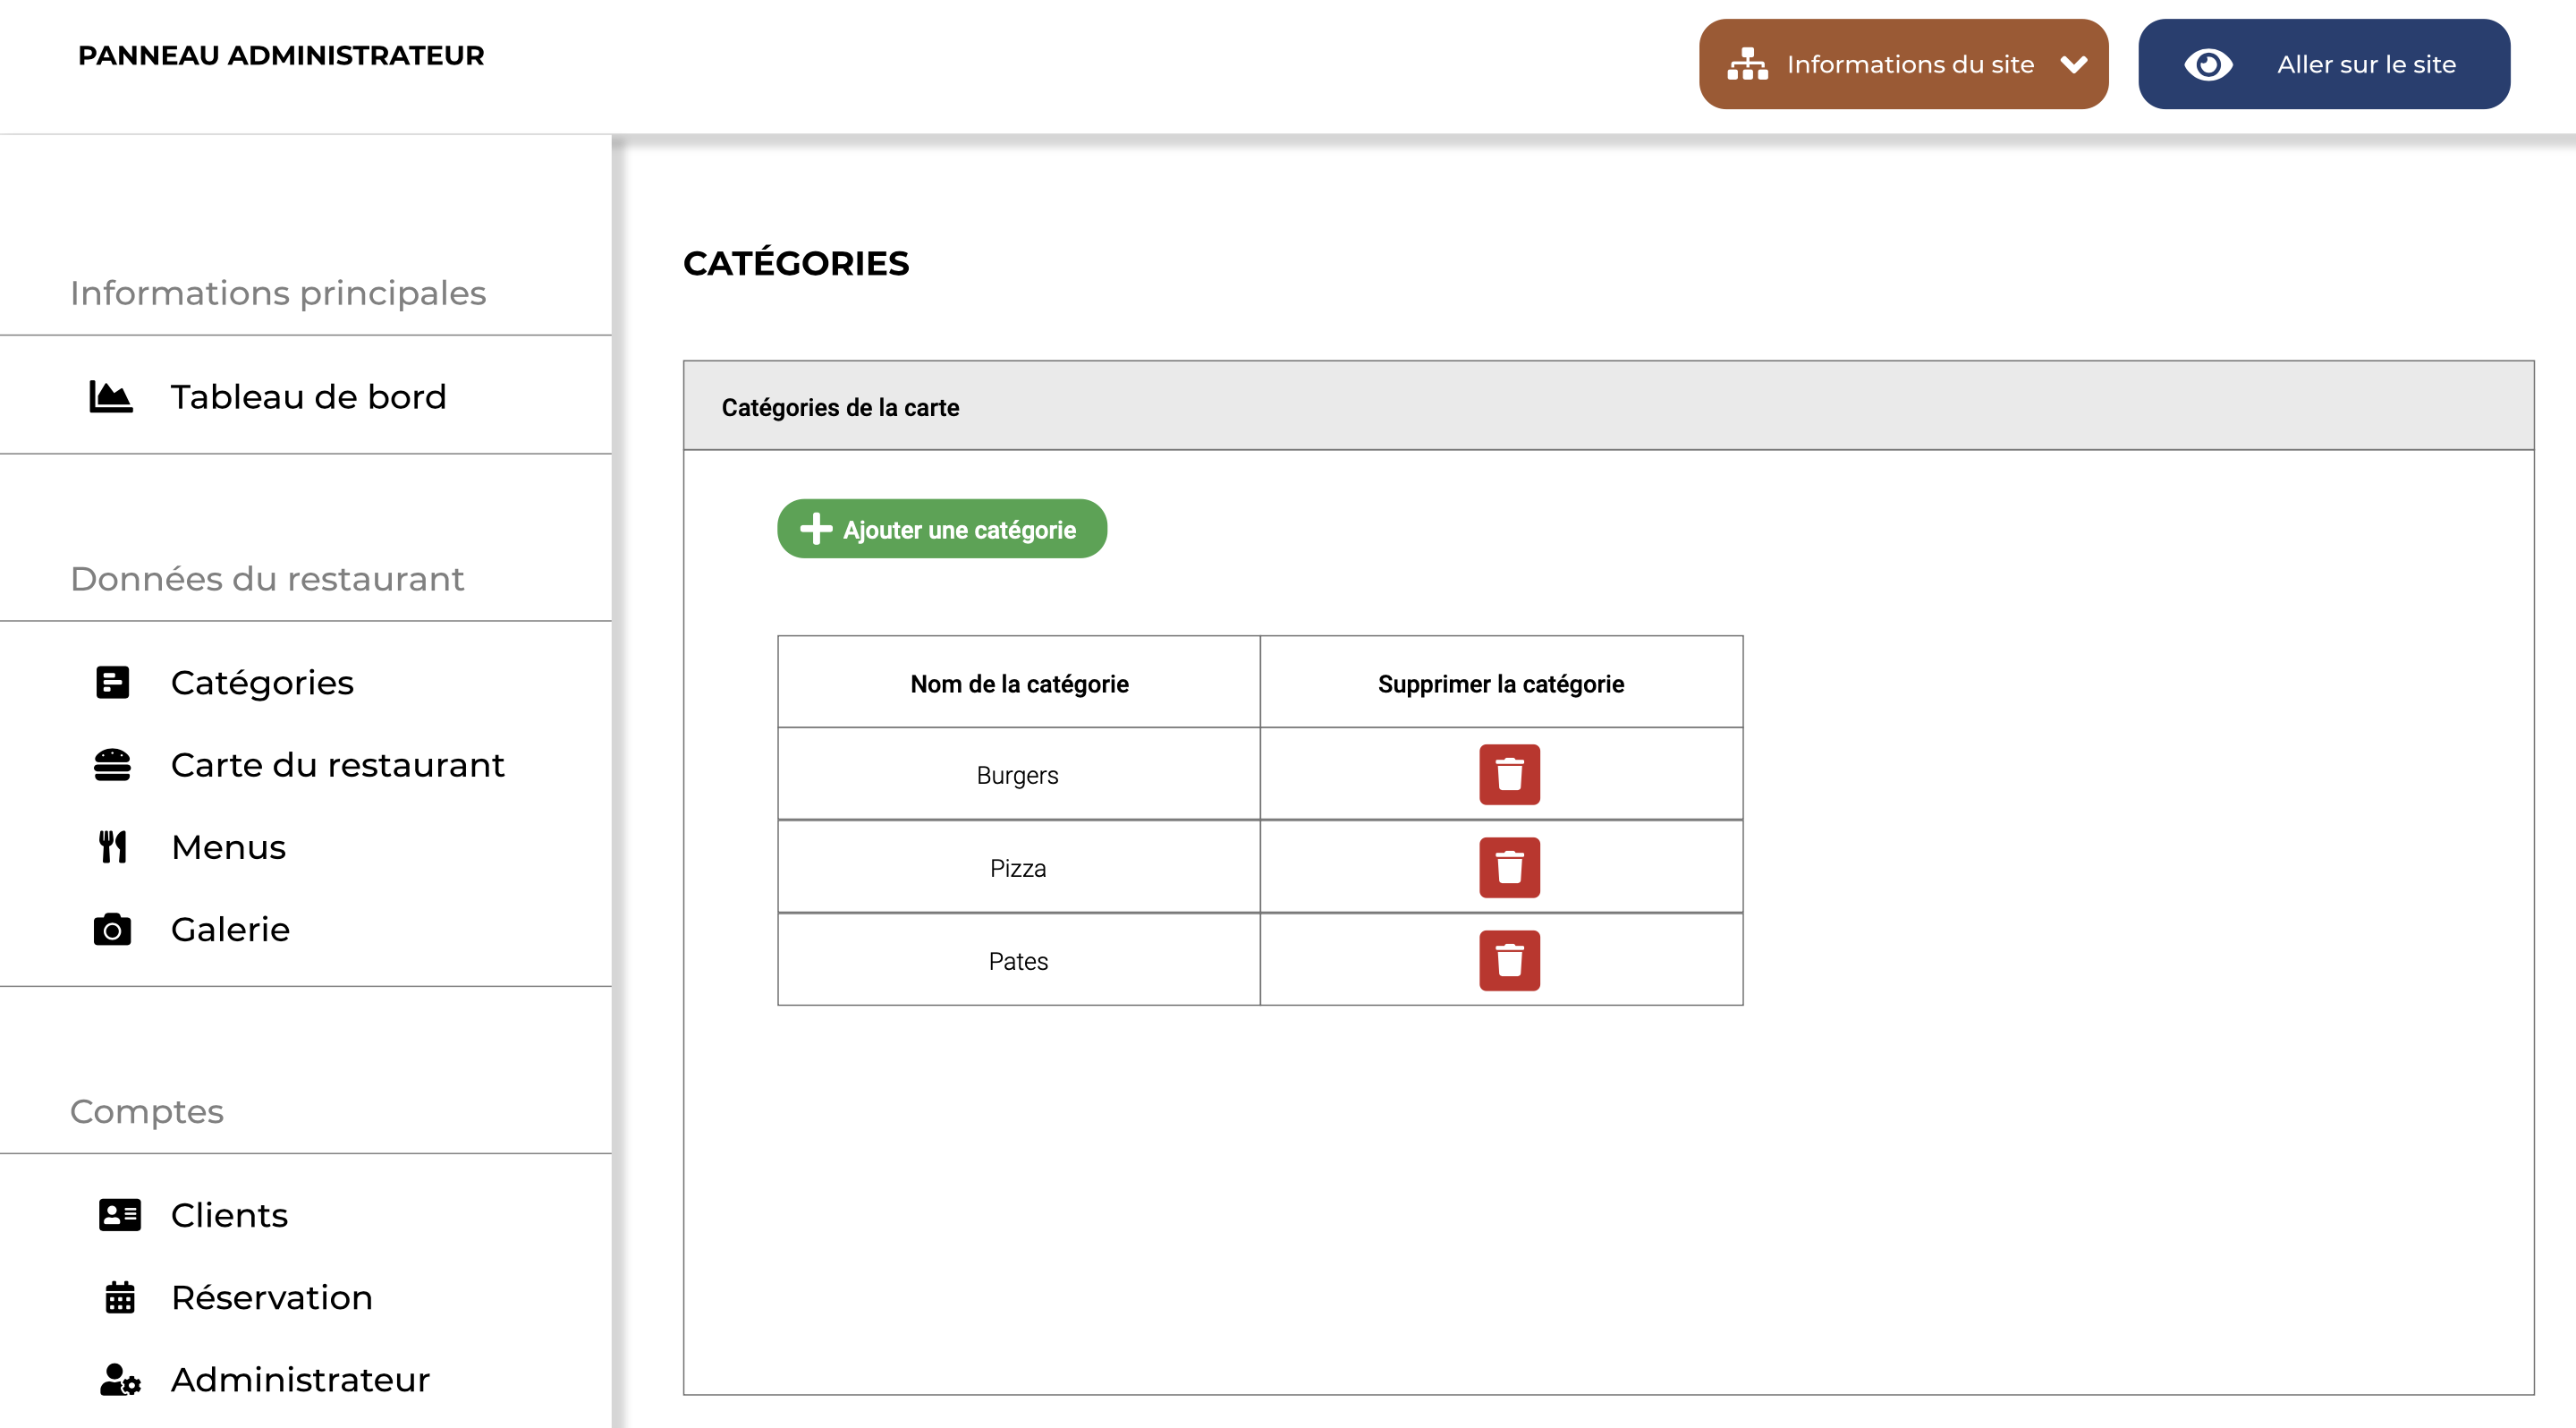 PANNEAU ADMINISTRATEUR
Informations du site
Aller sur le site
Informations principales
Tableau de bord
Données du restaurant
Catégories
Carte du restaurant
Menus
Galerie
Comptes
Clients
Réservation
Administrateur
CATÉGORIES
Catégories de la carte
Ajouter une catégorie
Nom de la catégorie Supprimer la catégorie
Burgers
Pizza
Pates